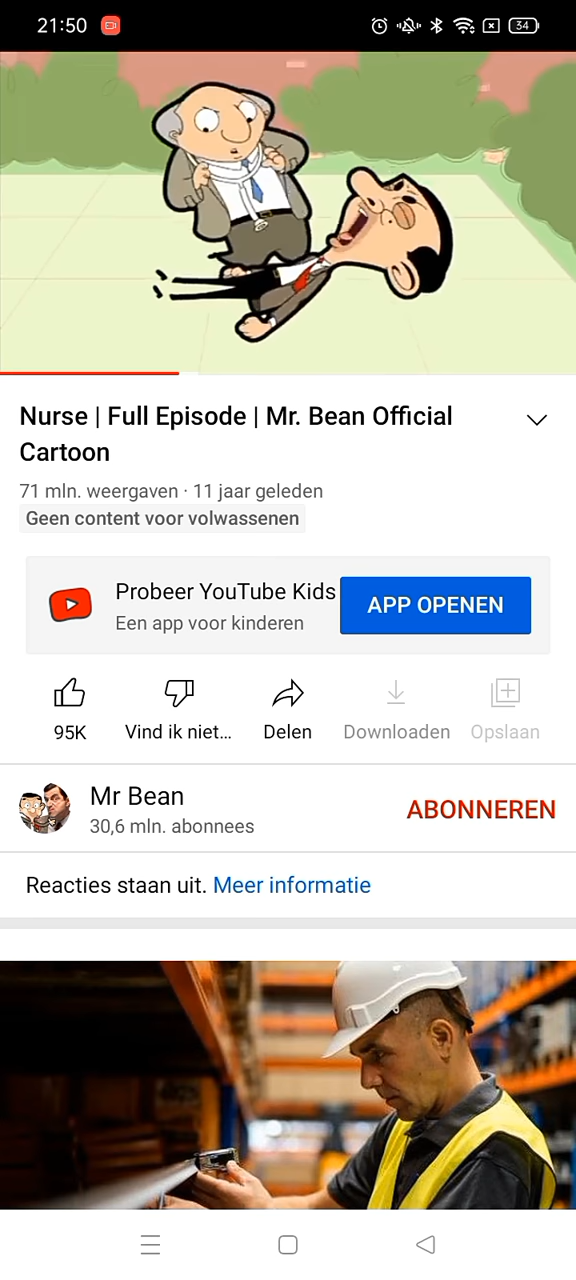 21:50
34
Nurse | Full Episode | Mr. Bean Official
Cartoon
71 mln. weergaven · 11 jaar geleden
Geen content voor volwassenen
Probeer YouTube Kids
Een app voor kinderen
APP OPENEN
95K
Vind ik niet...
Delen
Downloaden
Opslaan
Mr Bean
30,6 mln. abonnees
ABONNEREN
Reacties staan uit. Meer informatie